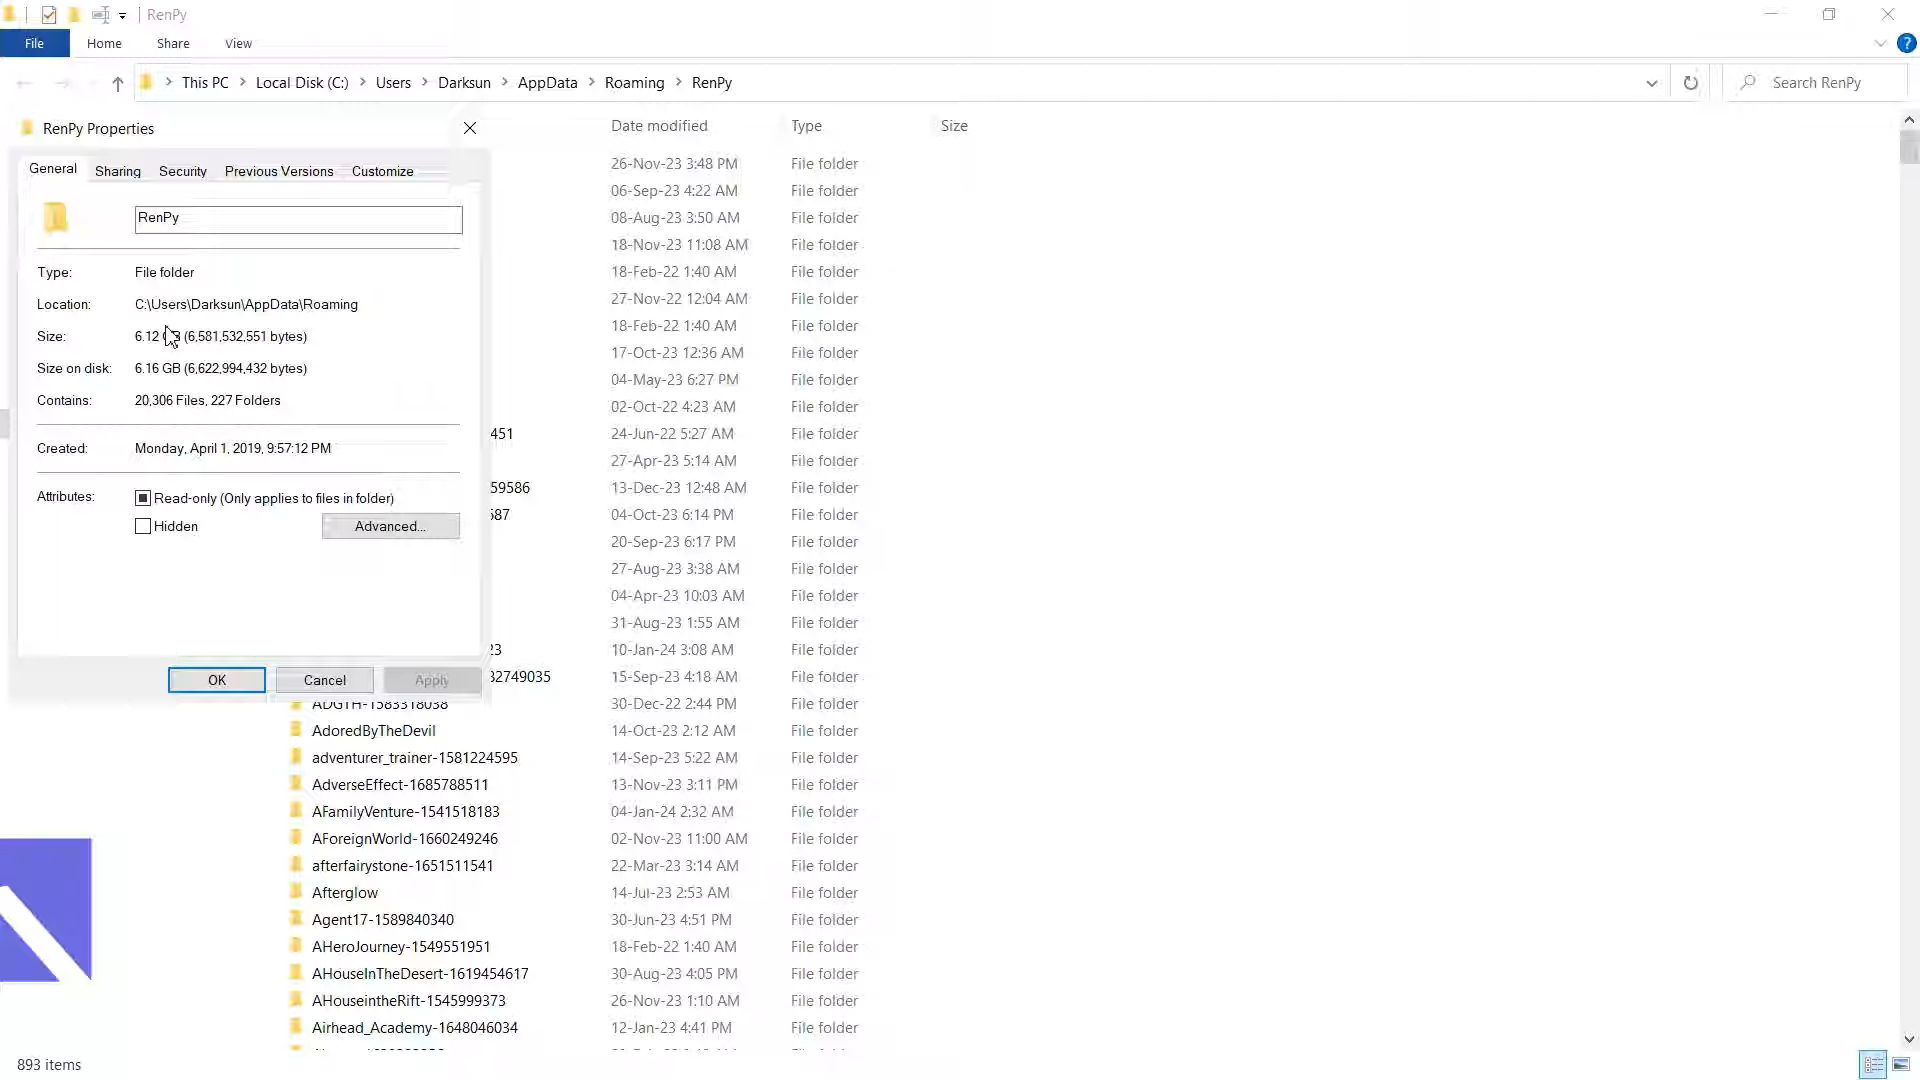 RenPy
File Home Share View
This PC > Local Disk (C:) > Users > Darksun > AppData > Roaming > RenPy
Search RenPy
RenPy Properties
General Sharing Security Previous Versions Customize
RenPy
Type: File folder
Location: C:\Users\Darksun\AppData\Roaming
Size: 6.12 (6,581,532,551 bytes)
Size on disk: 6.16 GB (6,622,994,432 bytes)
Contains: 20,306 Files, 227 Folders
Created: Monday, April 1, 2019, 9:57:12 PM
Attributes: Read-only (Only applies to files in folder)
Hidden Advanced...
OK Cancel Apply
Date modified Type Size
26-Nov-23 3:48 PM File folder
06-Sep-23 4:22 AM File folder
08-Aug-23 3:50 AM File folder
18-Nov-23 11:08 AM File folder
18-Feb-22 1:40 AM File folder
27-Nov-22 12:04 AM File folder
18-Feb-22 1:40 AM File folder
17-Oct-23 12:36 AM File folder
04-May-23 6:27 PM File folder
02-Oct-22 4:23 AM File folder
451 24-Jun-22 5:27 AM File folder
27-Apr-23 5:14 AM File folder
59586 13-Dec-23 12:48 AM File folder
587 04-Oct-23 6:14 PM File folder
20-Sep-23 6:17 PM File folder
27-Aug-23 3:38 AM File folder
04-Apr-23 10:03 AM File folder
31-Aug-23 1:55 AM File folder
23 10-Jan-24 3:08 AM File folder
32749035 15-Sep-23 4:18 AM File folder
ADGTH-1583318038 30-Dec-22 2:44 PM File folder
AdoredByTheDevil 14-Oct-23 2:12 AM File folder
adventurer_trainer-1581224595 14-Sep-23 5:22 AM File folder
AdverseEffect-1685788511 13-Nov-23 3:11 PM File folder
AFamilyVenture-1541518183 04-Jan-24 2:32 AM File folder
AForeignWorld-1660249246 02-Nov-23 11:00 AM File folder
afterfairystone-1651511541 22-Mar-23 3:14 AM File folder
Afterglow 14-Jul-23 2:53 AM File folder
Agent17-1589840340 30-Jun-23 4:51 PM File folder
AHeroJourney-1549551951 18-Feb-22 1:40 AM File folder
AHouseInTheDesert-1619454617 30-Aug-23 4:05 PM File folder
AHouseintheRift-1545999373 26-Nov-23 1:10 AM File folder
Airhead_Academy-1648046034 12-Jan-23 4:41 PM File folder
893 items